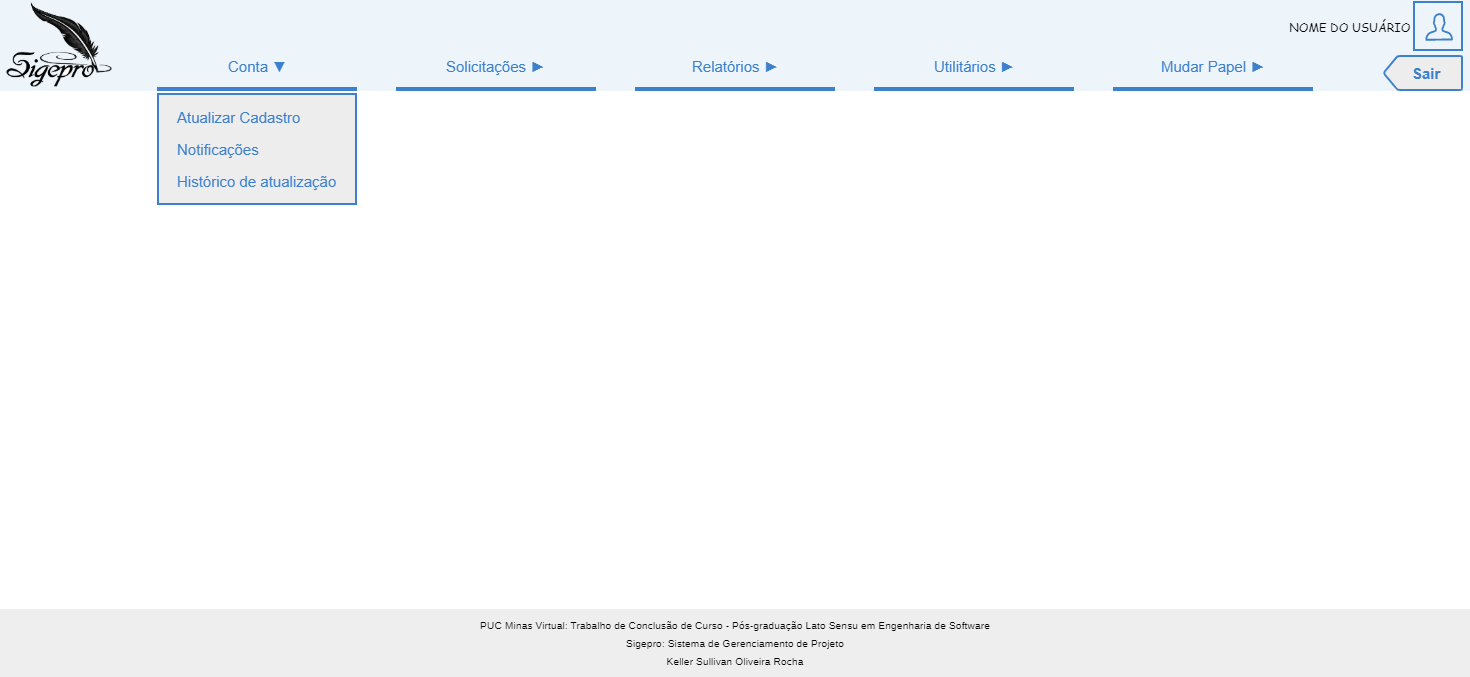 Sigepro
NOME DO USUÁRIO
Conta ▼
Solicitações ►
Relatórios ►
Utilitários ►
Mudar Papel ►
Sair
Atualizar Cadastro
Notificações
Histórico de atualização
PUC Minas Virtual: Trabalho de Conclusão de Curso - Pós-graduação Lato Sensu em Engenharia de Software
Sigepro: Sistema de Gerenciamento de Projeto
Keller Sullivan Oliveira Rocha